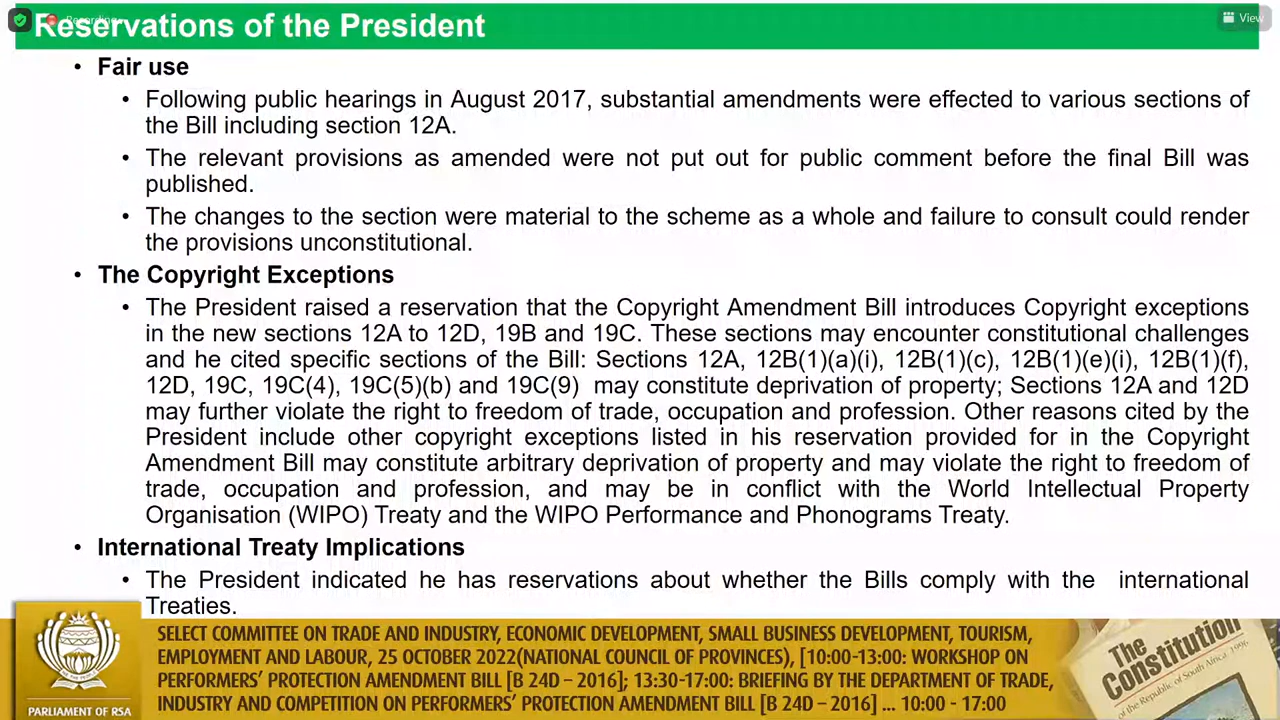 Reservations of the President
Recording
View
• Fair use
• Following public hearings in August 2017, substantial amendments were effected to various sections of
the Bill including section 12A.
• The relevant provisions as amended were not put out for public comment before the final Bill was
published.
• The changes to the section were material to the scheme as a whole and failure to consult could render
the provisions unconstitutional.
• The Copyright Exceptions
• The President raised a reservation that the Copyright Amendment Bill introduces Copyright exceptions
in the new sections 12A to 12D, 19B and 19C. These sections may encounter constitutional challenges
and he cited specific sections of the Bill: Sections 12A, 12B(1)(a)(i), 12B(1)(c), 12B(1)(e)(i), 12B(1)(f),
12D, 19C, 19C(4), 19C(5)(b) and 19C(9) may constitute deprivation of property; Sections 12A and 12D
may further violate the right to freedom of trade, occupation and profession. Other reasons cited by the
President include other copyright exceptions listed in his reservation provided for in the Copyright
Amendment Bill may constitute arbitrary deprivation of property and may violate the right to freedom of
trade, occupation and profession, and may be in conflict with the World Intellectual Property
Organisation (WIPO) Treaty and the WIPO Performance and Phonograms Treaty.
• International Treaty Implications
• The President indicated he has reservations about whether the Bills comply with the international
Treaties.
SELECT COMMITTEE ON TRADE AND INDUSTRY, ECONOMIC DEVELOPMENT, SMALL BUSINESS DEVELOPMENT, TOURISM,
EMPLOYMENT AND LABOUR, 25 OCTOBER 2022(NATIONAL COUNCIL OF PROVINCES), [10:00-13:00: WORKSHOP ON
PERFORMERS' PROTECTION AMENDMENT BILL [B 24D – 2016]; 13:30-17:00: BRIEFING BY THE DEPARTMENT OF TRADE,
INDUSTRY AND COMPETITION ON PERFORMERS' PROTECTION AMENDMENT BILL [B 24D – 2016] ... 10:00 - 17:00
PARLIAMENT OF RSA
The
Constitution
of the Republic of South Africa, 1996